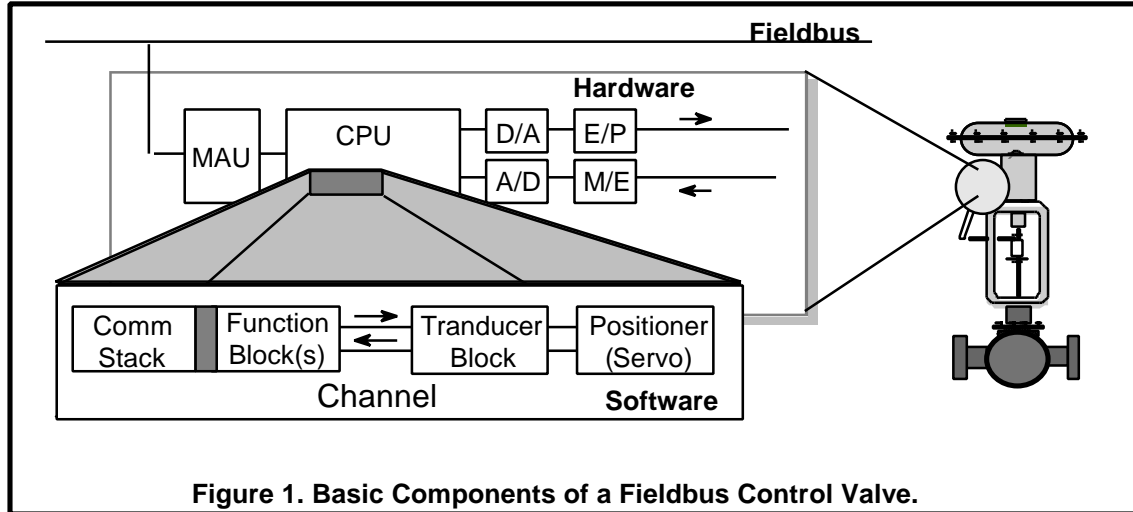 Fieldbus
Hardware
MAU
CPU
D/A
E/P
A/D
M/E
Comm
Stack
Function
Block(s)
Tranducer
Block
Positioner
(Servo)
Channel
Software
Figure 1. Basic Components of a Fieldbus Control Valve.